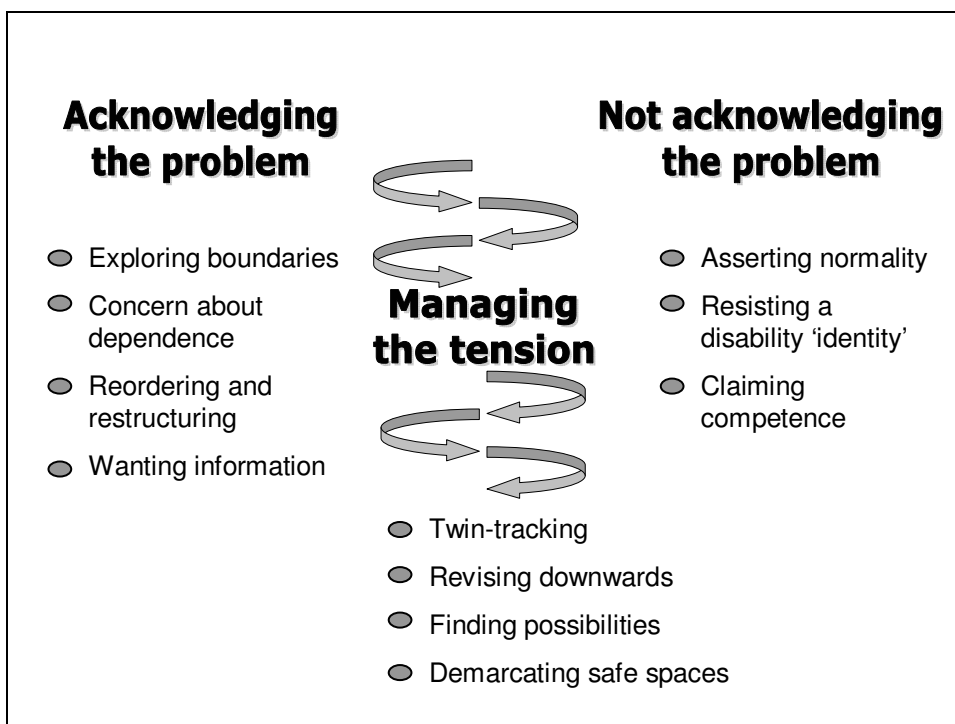 Acknowledging
the problem
Exploring boundaries
Concern about
dependence
Reordering and
restructuring
Wanting information
Not acknowledging
the problem
Asserting normality
Resisting a
disability ‘identity’
Claiming
competence
Managing
the tension
Twin-tracking
Revising downwards
Finding possibilities
Demarcating safe spaces